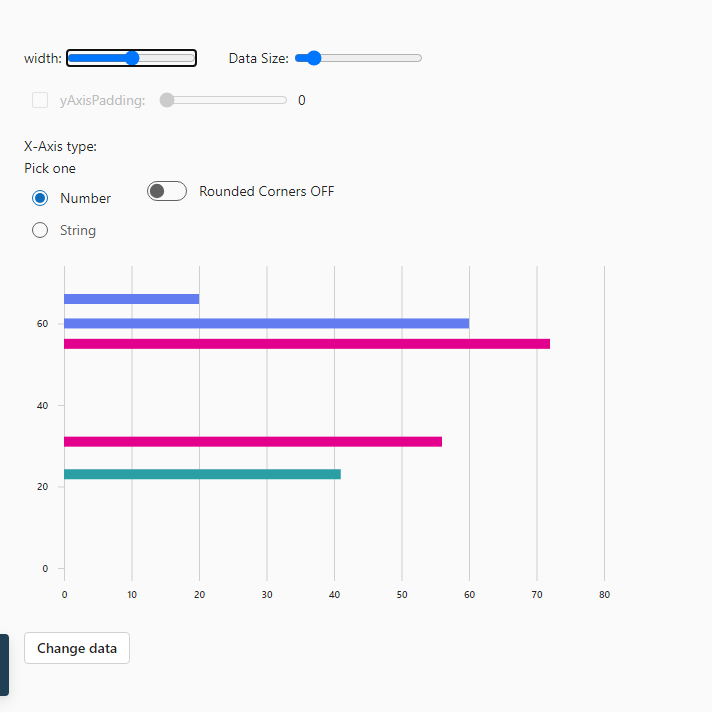 width: Data Size:
yAxisPadding: 0
X-Axis type:
Pick one
Number
Rounded Corners OFF
String
60
40
20
0
0 10 20 30 40 50 60 70 80
Change data